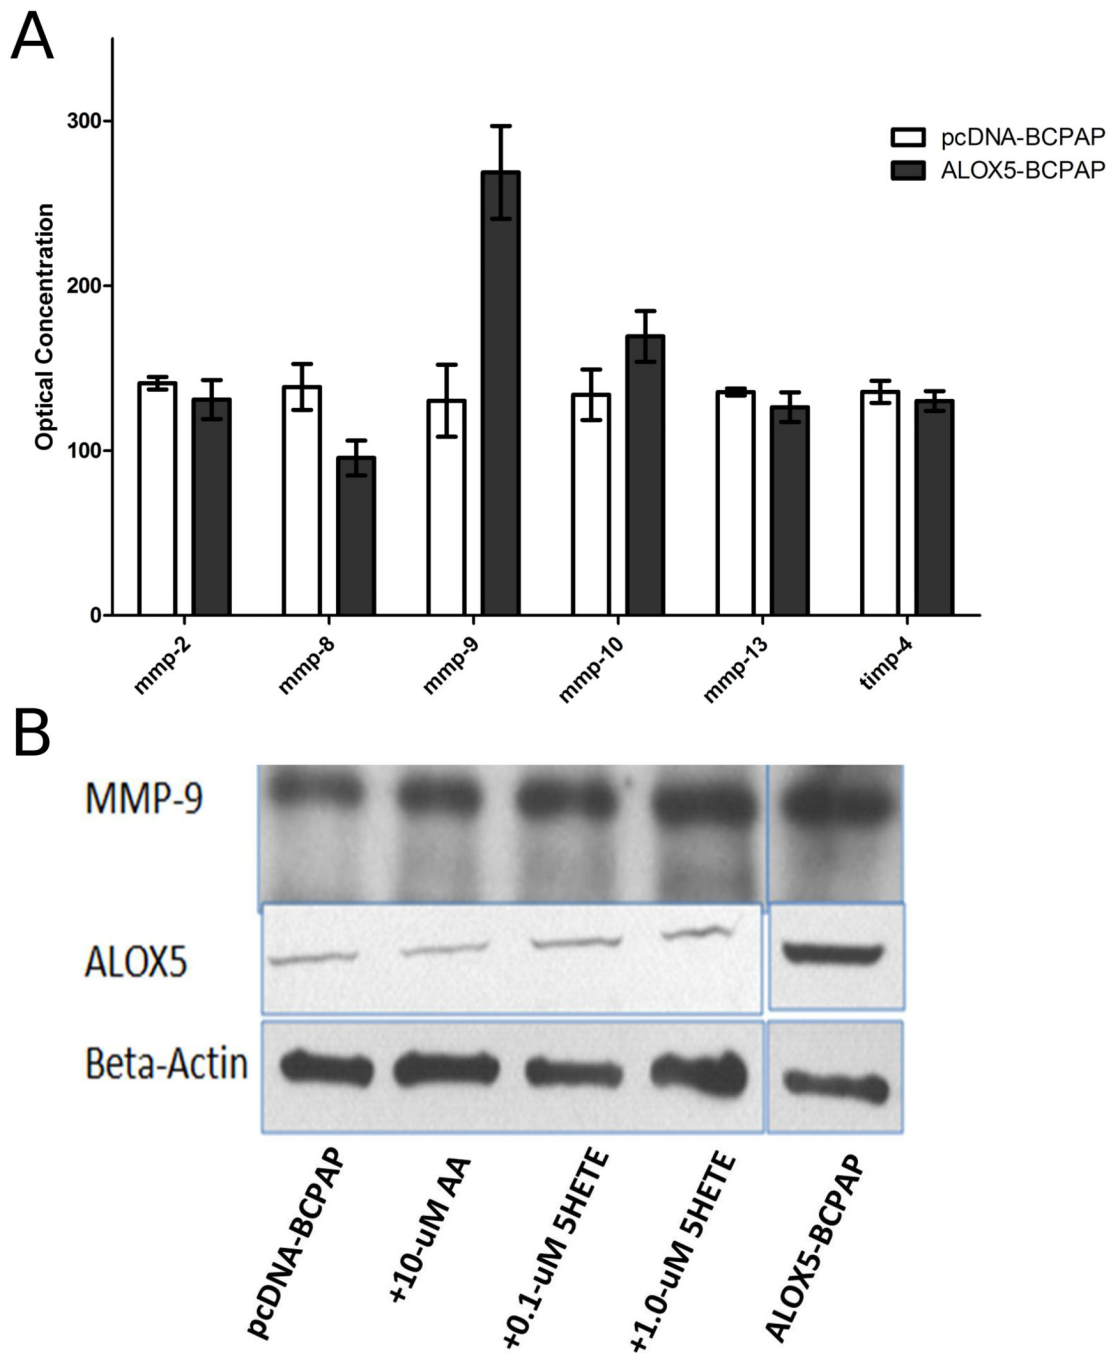 A
300
200
100
0
Optical Concentration
pcDNA-BCPAP
ALOX5-BCPAP
mmp-2
mmp-8
mmp-9
mmp-10
mmp-13
timp-4
B
MMP-9
ALOX5
Beta-Actin
pcDNA-BCPAP
+10-uM AA
+0.1-uM 5HETE
+1.0-uM 5HETE
ALOX5-BCPAP